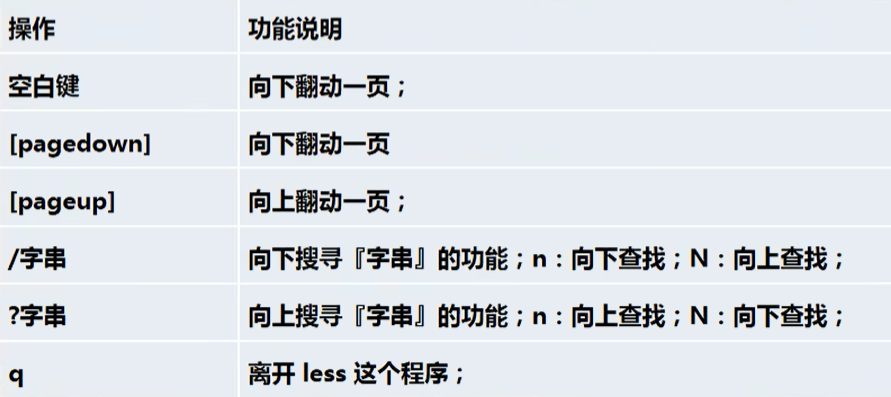 操作 功能说明
空白键 向下翻动一页；
[pagedown] 向下翻动一页
[pageup] 向上翻动一页；
/字串 向下搜寻『字串』的功能；n：向下查找；N：向上查找；
?字串 向上搜寻『字串』的功能；n：向上查找；N：向下查找；
q 离开 less 这个程序；